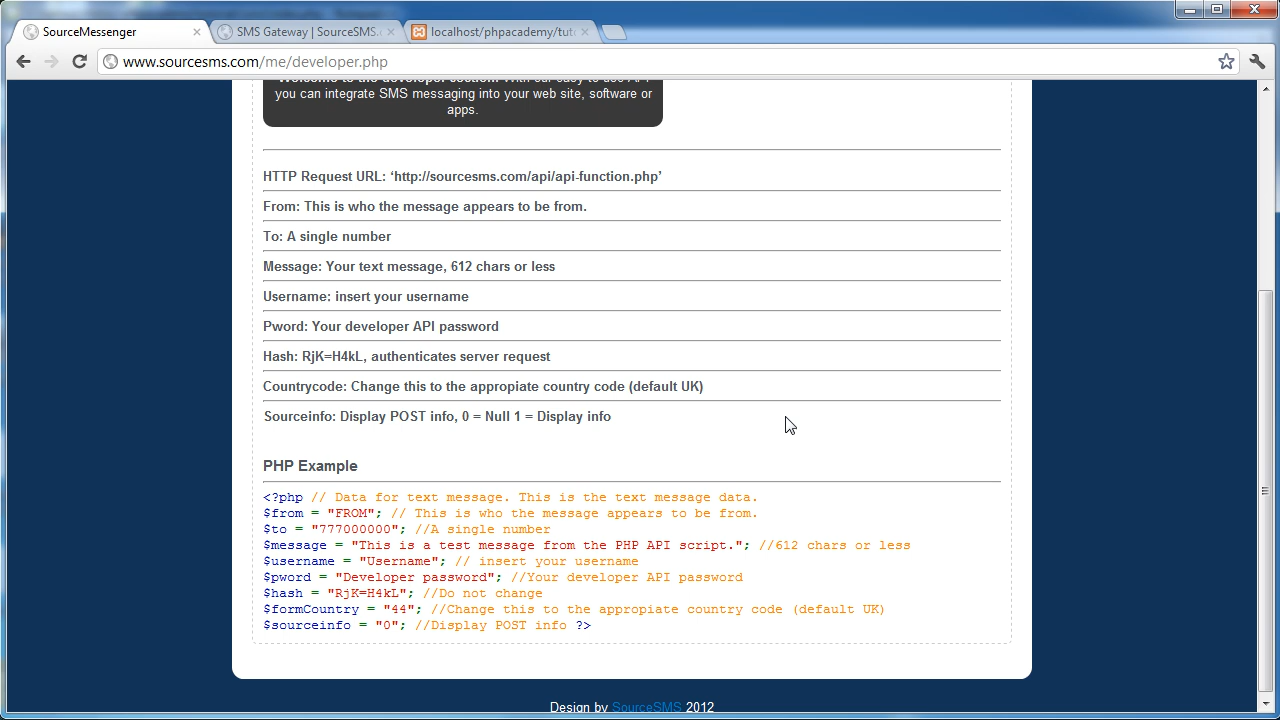 SourceMessenger
SMS Gateway | SourceSMS.c
localhost/phpacademy/tuto
www.sourcesms.com/me/developer.php
you can integrate SMS messaging into your web site, software or
apps.
HTTP Request URL: ‘http://sourcesms.com/api/api-function.php’
From: This is who the message appears to be from.
To: A single number
Message: Your text message, 612 chars or less
Username: insert your username
Pword: Your developer API password
Hash: RjK=H4kL, authenticates server request
Countrycode: Change this to the appropiate country code (default UK)
Sourceinfo: Display POST info, 0 = Null 1 = Display info
PHP Example
<?php // Data for text message. This is the text message data.
$from = "FROM"; // This is who the message appears to be from.
$to = "777000000"; //A single number
$message = "This is a test message from the PHP API script."; //612 chars or less
$username = "Username"; // insert your username
$pword = "Developer password"; //Your developer API password
$hash = "RjK=H4kL"; //Do not change
$formCountry = "44"; //Change this to the appropiate country code (default UK)
$sourceinfo = "0"; //Display POST info ?>
Design by SourceSMS 2012